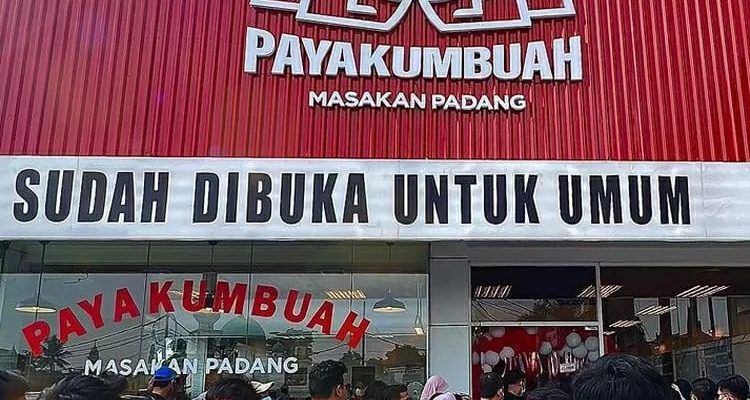 PAYAKUMBUAH
MASAKAN PADANG
SUDAH DIBUKA UNTUK UMUM
PAYAKUMBUAH
MASAKAN PADANG